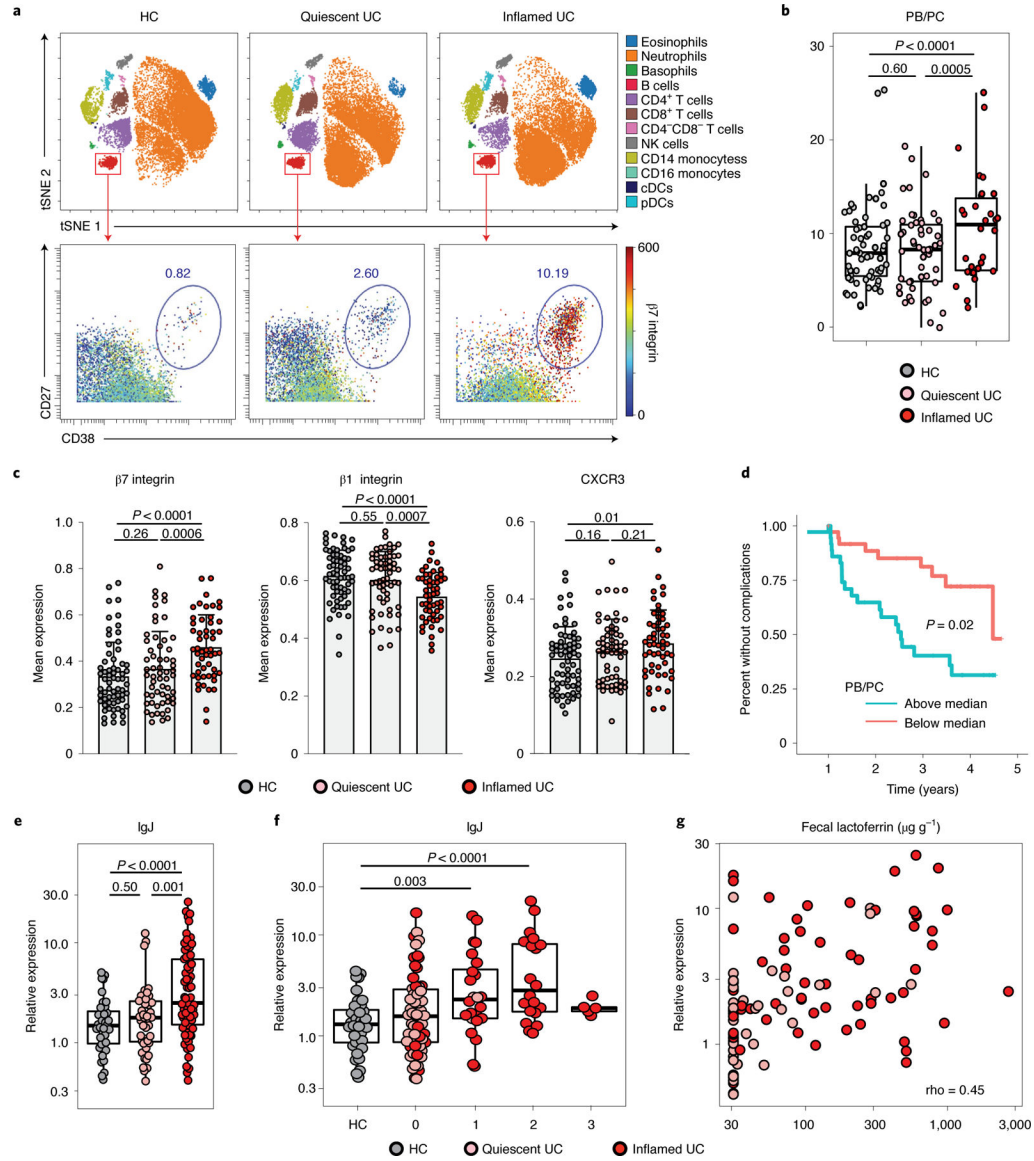 a
HC
Quiescent UC
Inflamed UC
tSNE 2
tSNE 1
Eosinophils
Neutrophils
Basophils
B cells
CD4⁺ T cells
CD8⁺ T cells
CD4⁻CD8⁻ T cells
NK cells
CD14 monocytess
CD16 monocytes
cDCs
pDCs
0.82
2.60
10.19
600
β7 integrin
0
CD27
CD38
b
PB/PC
30
20
10
0
P < 0.0001
0.60
0.0005
HC
Quiescent UC
Inflamed UC
c
β7 integrin
P < 0.0001
0.26
0.0006
Mean expression
1.0
0.8
0.6
0.4
0.2
0
β1 integrin
P < 0.0001
0.55
0.0007
Mean expression
0.8
0.6
0.4
0.2
0
CXCR3
0.01
0.16
0.21
Mean expression
0.6
0.4
0.2
0
HC
Quiescent UC
Inflamed UC
d
Percent without complications
1.00
0.75
0.50
0.25
0
P = 0.02
PB/PC
Above median
Below median
0
1
2
3
4
5
Time (years)
e
IgJ
P < 0.0001
0.50
0.001
Relative expression
30.0
10.0
3.0
1.0
0.3
f
IgJ
P < 0.0001
0.003
Relative expression
30.0
10.0
3.0
1.0
0.3
HC
0
1
2
3
HC
Quiescent UC
Inflamed UC
g
Fecal lactoferrin (μg g⁻¹)
Relative expression
30
10
3
1
rho = 0.45
30
100
300
1,000
3,000